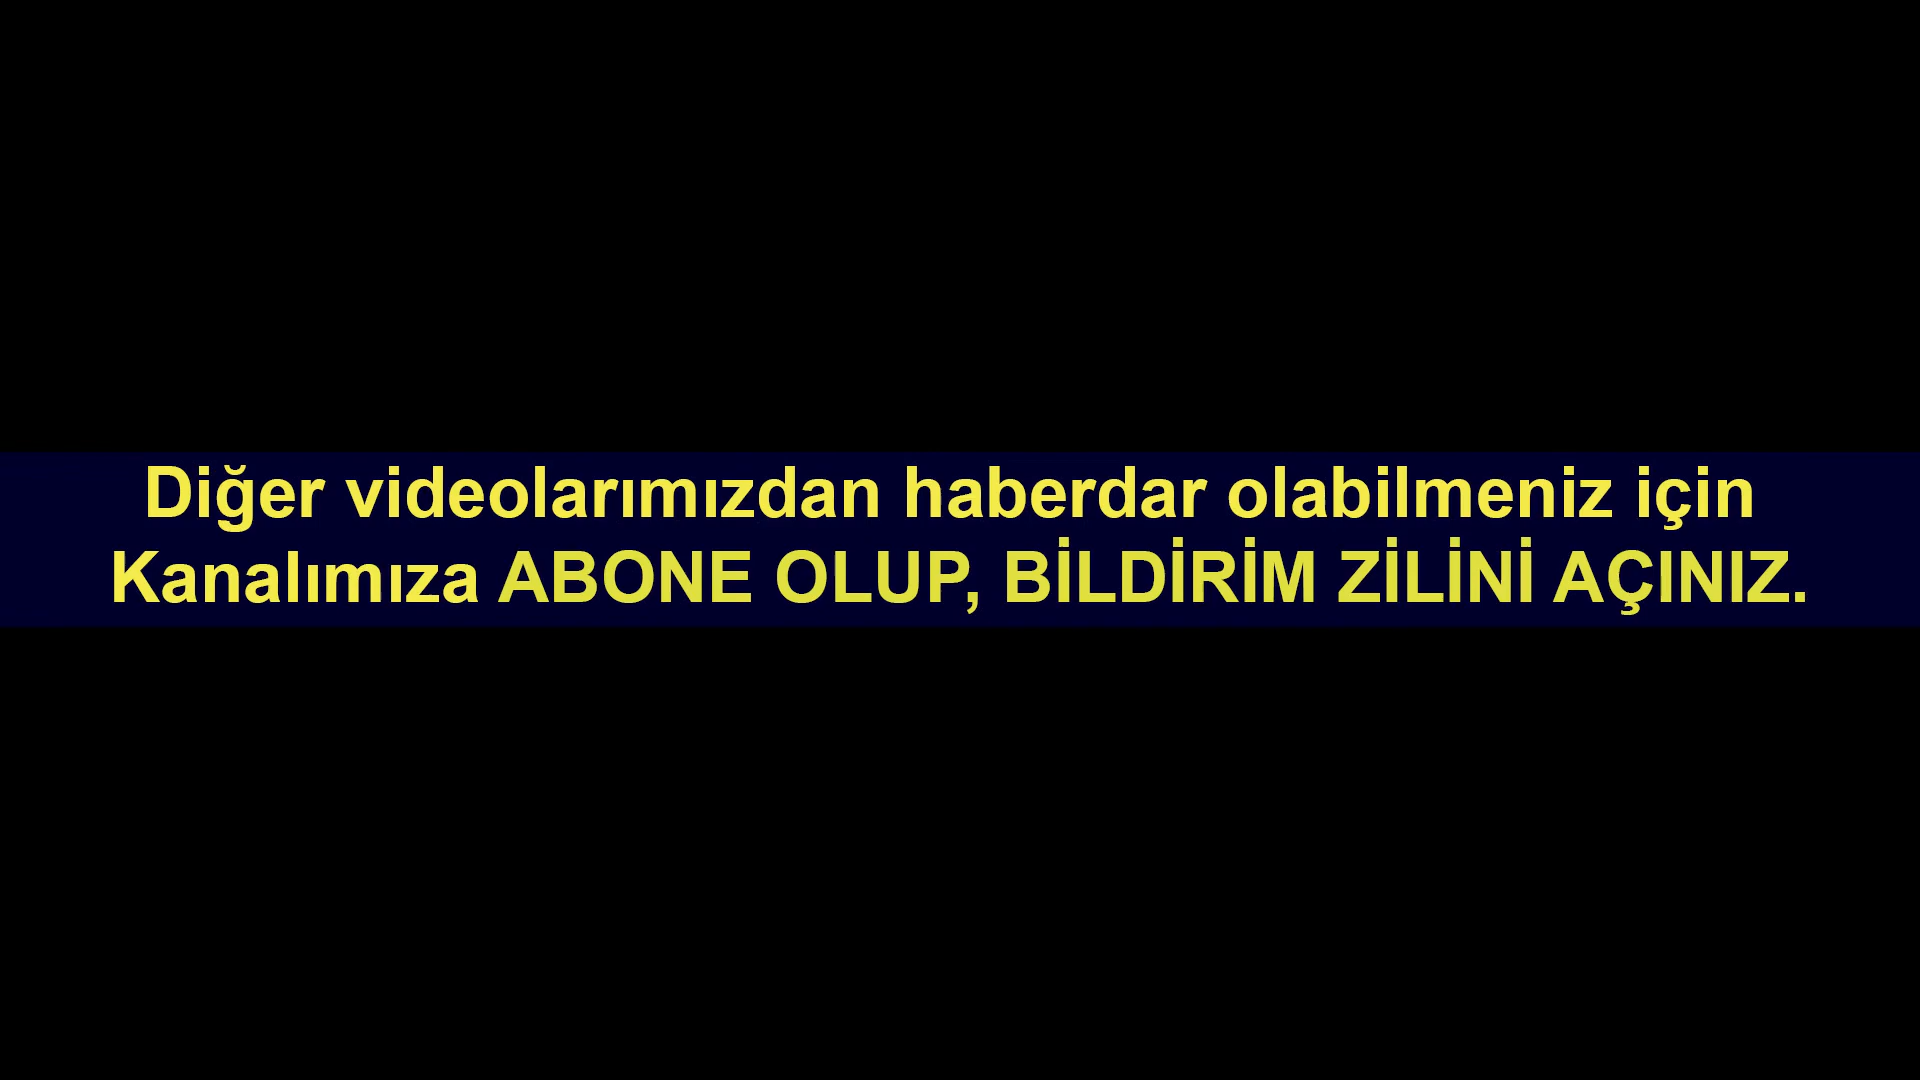 Diğer videolarımızdan haberdar olabilmeniz için
Kanalımıza ABONE OLUP, BİLDİRİM ZİLİNİ AÇINIZ.